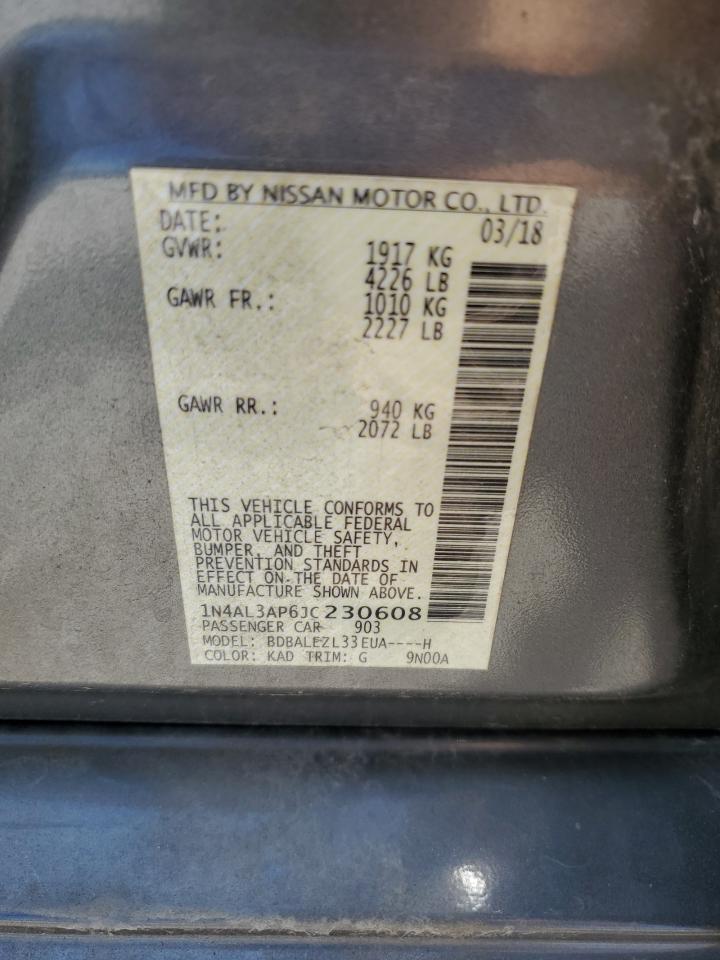 MFD BY NISSAN MOTOR CO., LTD.
DATE: 03/18
GVWR: 1917 KG
4226 LB
GAWR FR.: 1010 KG
2227 LB
GAWR RR.: 940 KG
2072 LB
THIS VEHICLE CONFORMS TO
ALL APPLICABLE FEDERAL
MOTOR VEHICLE SAFETY,
BUMPER, AND THEFT
PREVENTION STANDARDS IN
EFFECT ON THE DATE OF
MANUFACTURE SHOWN ABOVE.
1N4AL3AP6JC230608
PASSENGER CAR 903
MODEL: BDBALEZL33EUA----H
COLOR: KAD TRIM: G 9N00A